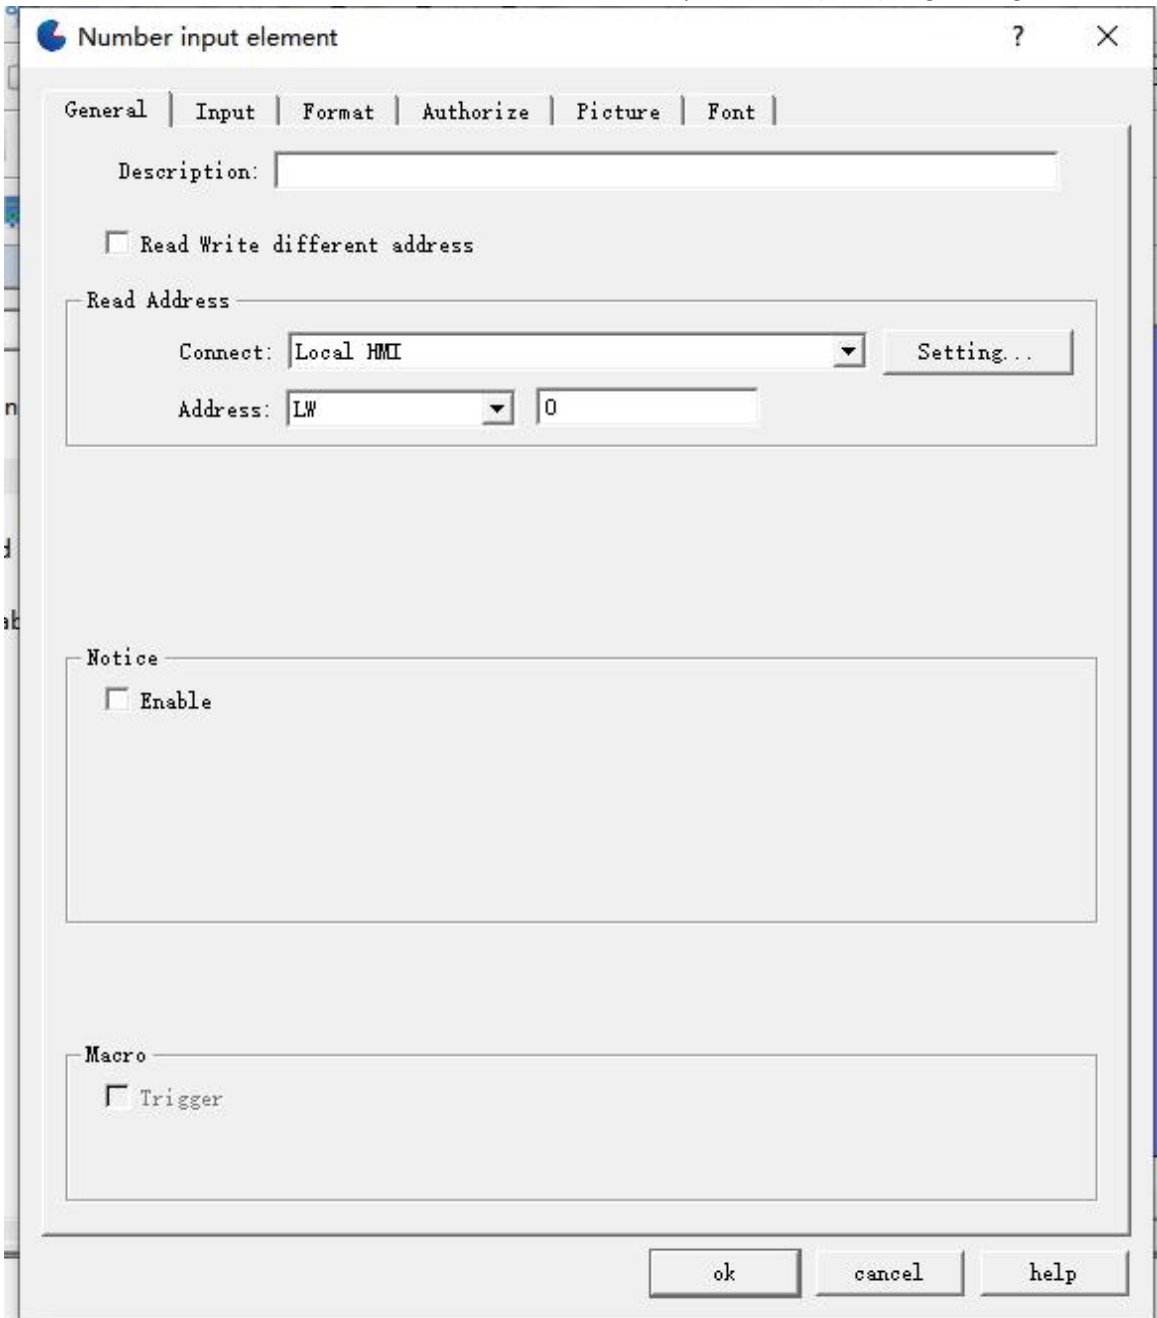 Number input element ?
General Input Format Authorize Picture Font
Description:
Read Write different address
Read Address
Connect: Local HMI Setting...
Address: LW 0
Notice
Enable
Macro
Trigger
ok cancel help